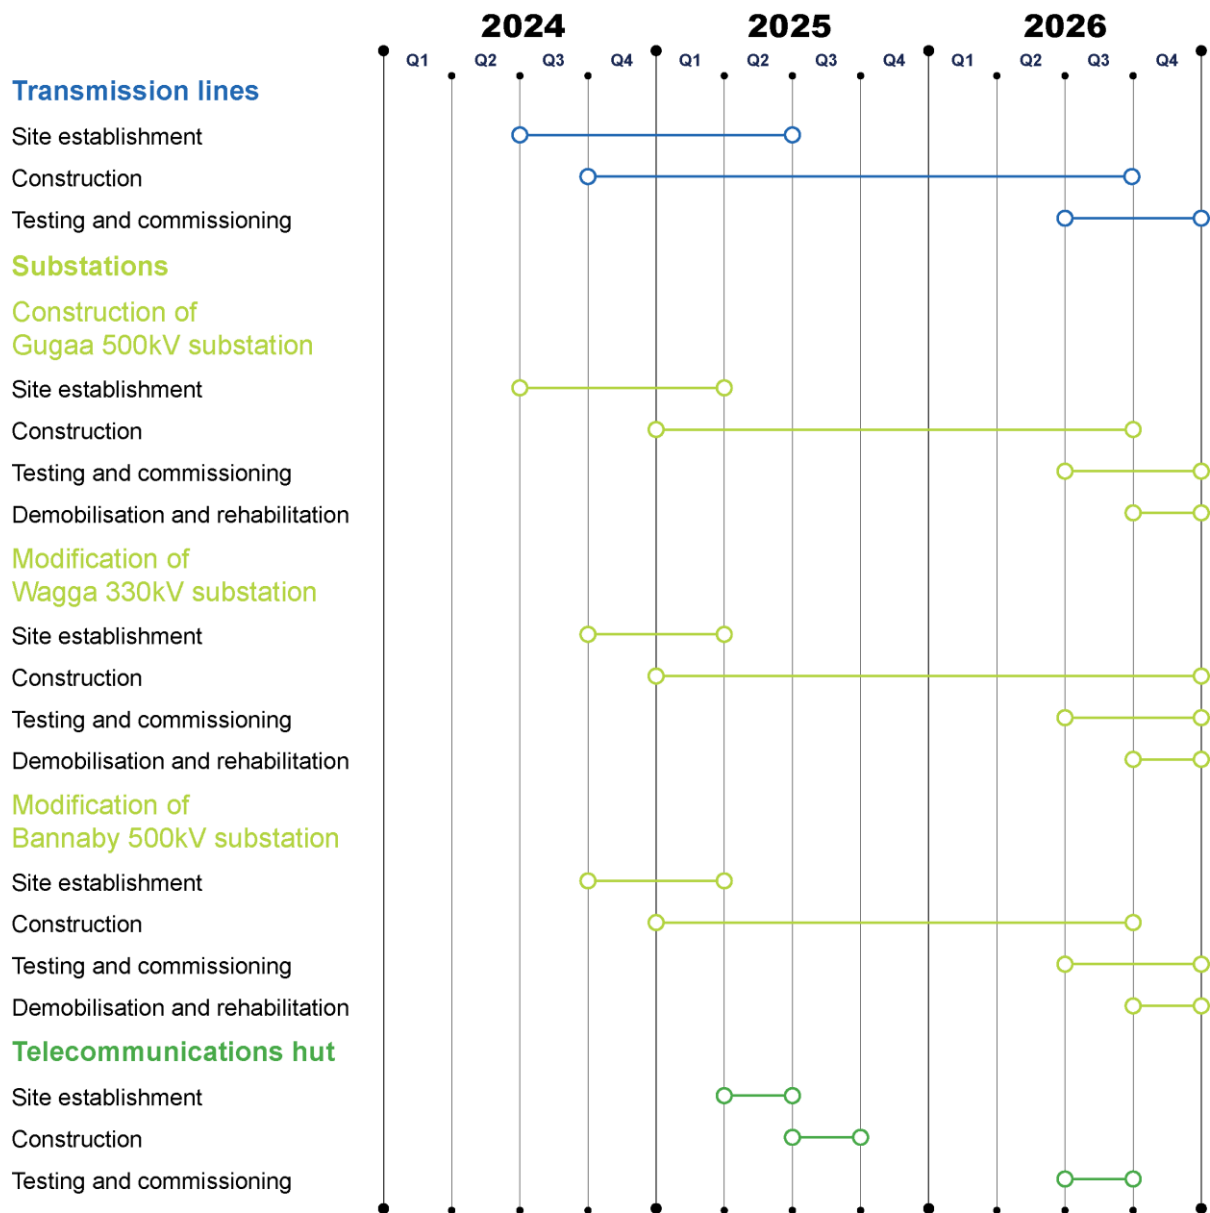 2024 2025 2026
Q1 Q2 Q3 Q4 Q1 Q2 Q3 Q4 Q1 Q2 Q3 Q4
Transmission lines
Site establishment
Construction
Testing and commissioning
Substations
Construction of
Gugaa 500kV substation
Site establishment
Construction
Testing and commissioning
Demobilisation and rehabilitation
Modification of
Wagga 330kV substation
Site establishment
Construction
Testing and commissioning
Demobilisation and rehabilitation
Modification of
Bannaby 500kV substation
Site establishment
Construction
Testing and commissioning
Demobilisation and rehabilitation
Telecommunications hut
Site establishment
Construction
Testing and commissioning